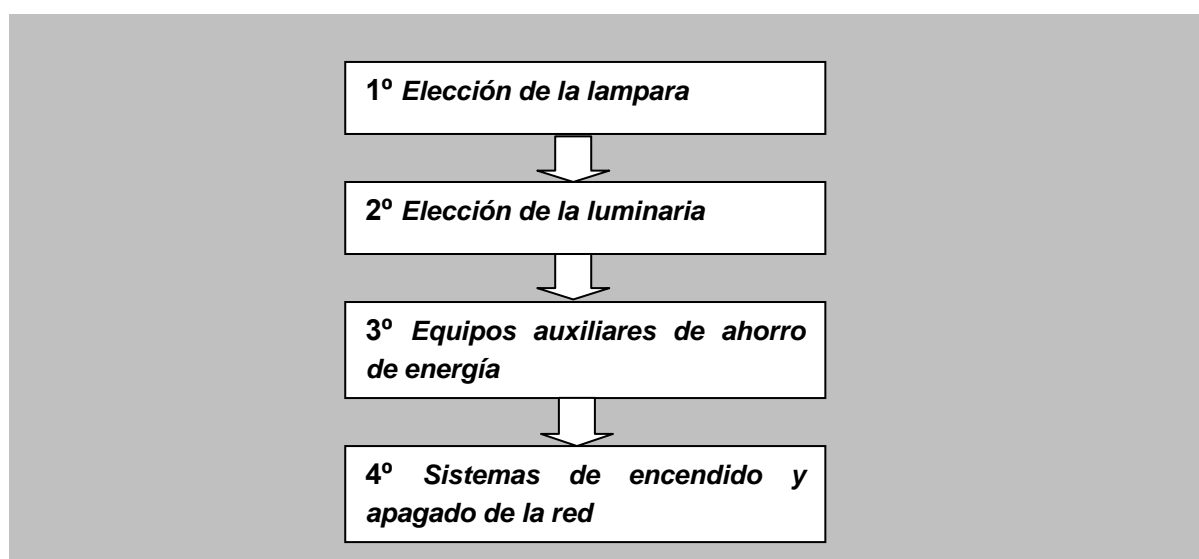 1º Elección de la lampara
2º Elección de la luminaria
3º Equipos auxiliares de ahorro
de energía
4º Sistemas de encendido y
apagado de la red